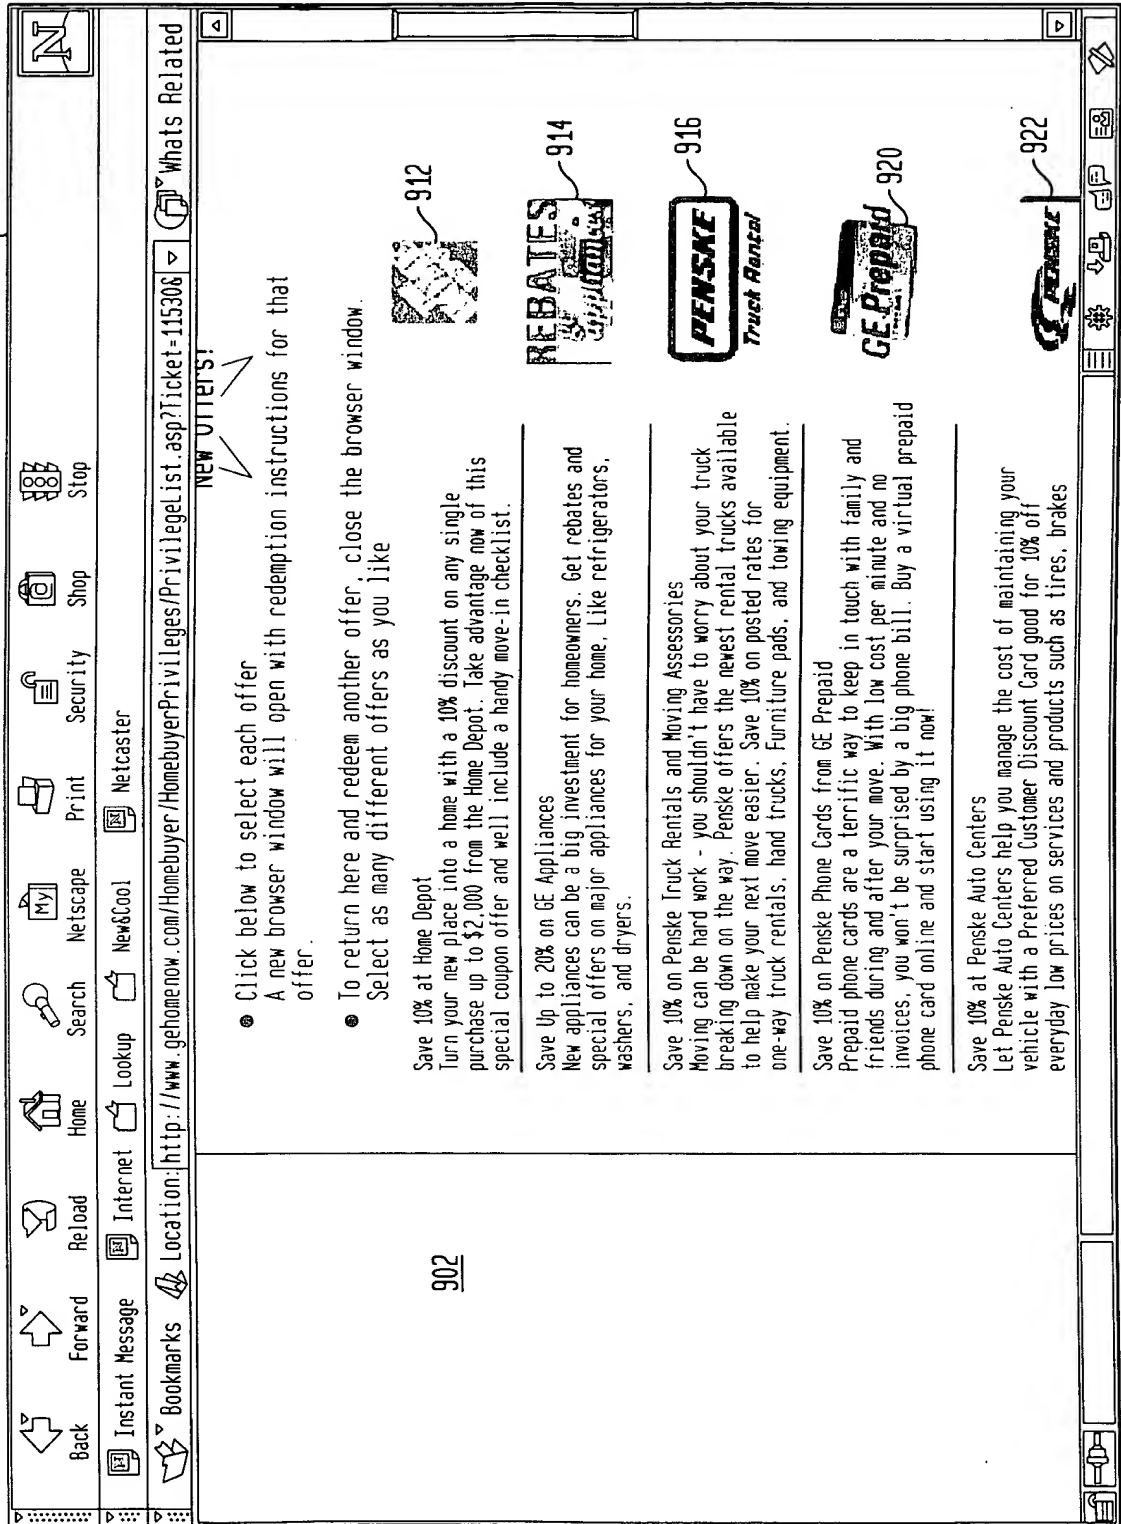 N
Back Forward Reload Home Search Netscape Print Security Shop Stop
My
Instant Message Internet Lookup New&Cool Netcaster
Bookmarks Location: http://www.gehomenow.com/Homebuyer/HomebuyerPrivileges/PrivilegeList.asp?Ticket=115306 Whats Related
New Offers!
● Click below to select each offer
A new browser window will open with redemption instructions for that
offer.
● To return here and redeem another offer, close the browser window.
Select as many different offers as you like
902
Save 10% at Home Depot
Turn your new place into a home with a 10% discount on any single
purchase up to $2,000 from the Home Depot. Take advantage now of this
special coupon offer and well include a handy move-in checklist.
912
Save Up to 20% on GE Appliances
New appliances can be a big investment for homeowners. Get rebates and
special offers on major appliances for your home, Like refrigerators,
washers, and dryers.
REBATES
appliances
914
Save 10% on Penske Truck Rentals and Moving Assessories
Moving can be hard work - you shouldn't have to worry about your truck
breaking down on the way. Penske offers the newest rental trucks available
to help make your next move easier. Save 10% on posted rates for
one-way truck rentals, hand trucks, Furniture pads, and towing equipment.
PENSKE
Truck Rental
916
Save 10% on Penske Phone Cards from GE Prepaid
Prepaid phone cards are a terrific way to keep in touch with family and
friends during and after your move. With low cost per minute and no
invoices, you won't be surprised by a big phone bill. Buy a virtual prepaid
phone card online and start using it now!
GE Prepaid
920
Save 10% at Penske Auto Centers
Let Penske Auto Centers help you manage the cost of maintaining your
vehicle with a Preferred Customer Discount Card good for 10% off
everyday low prices on services and products such as tires, brakes
PENSKE
922